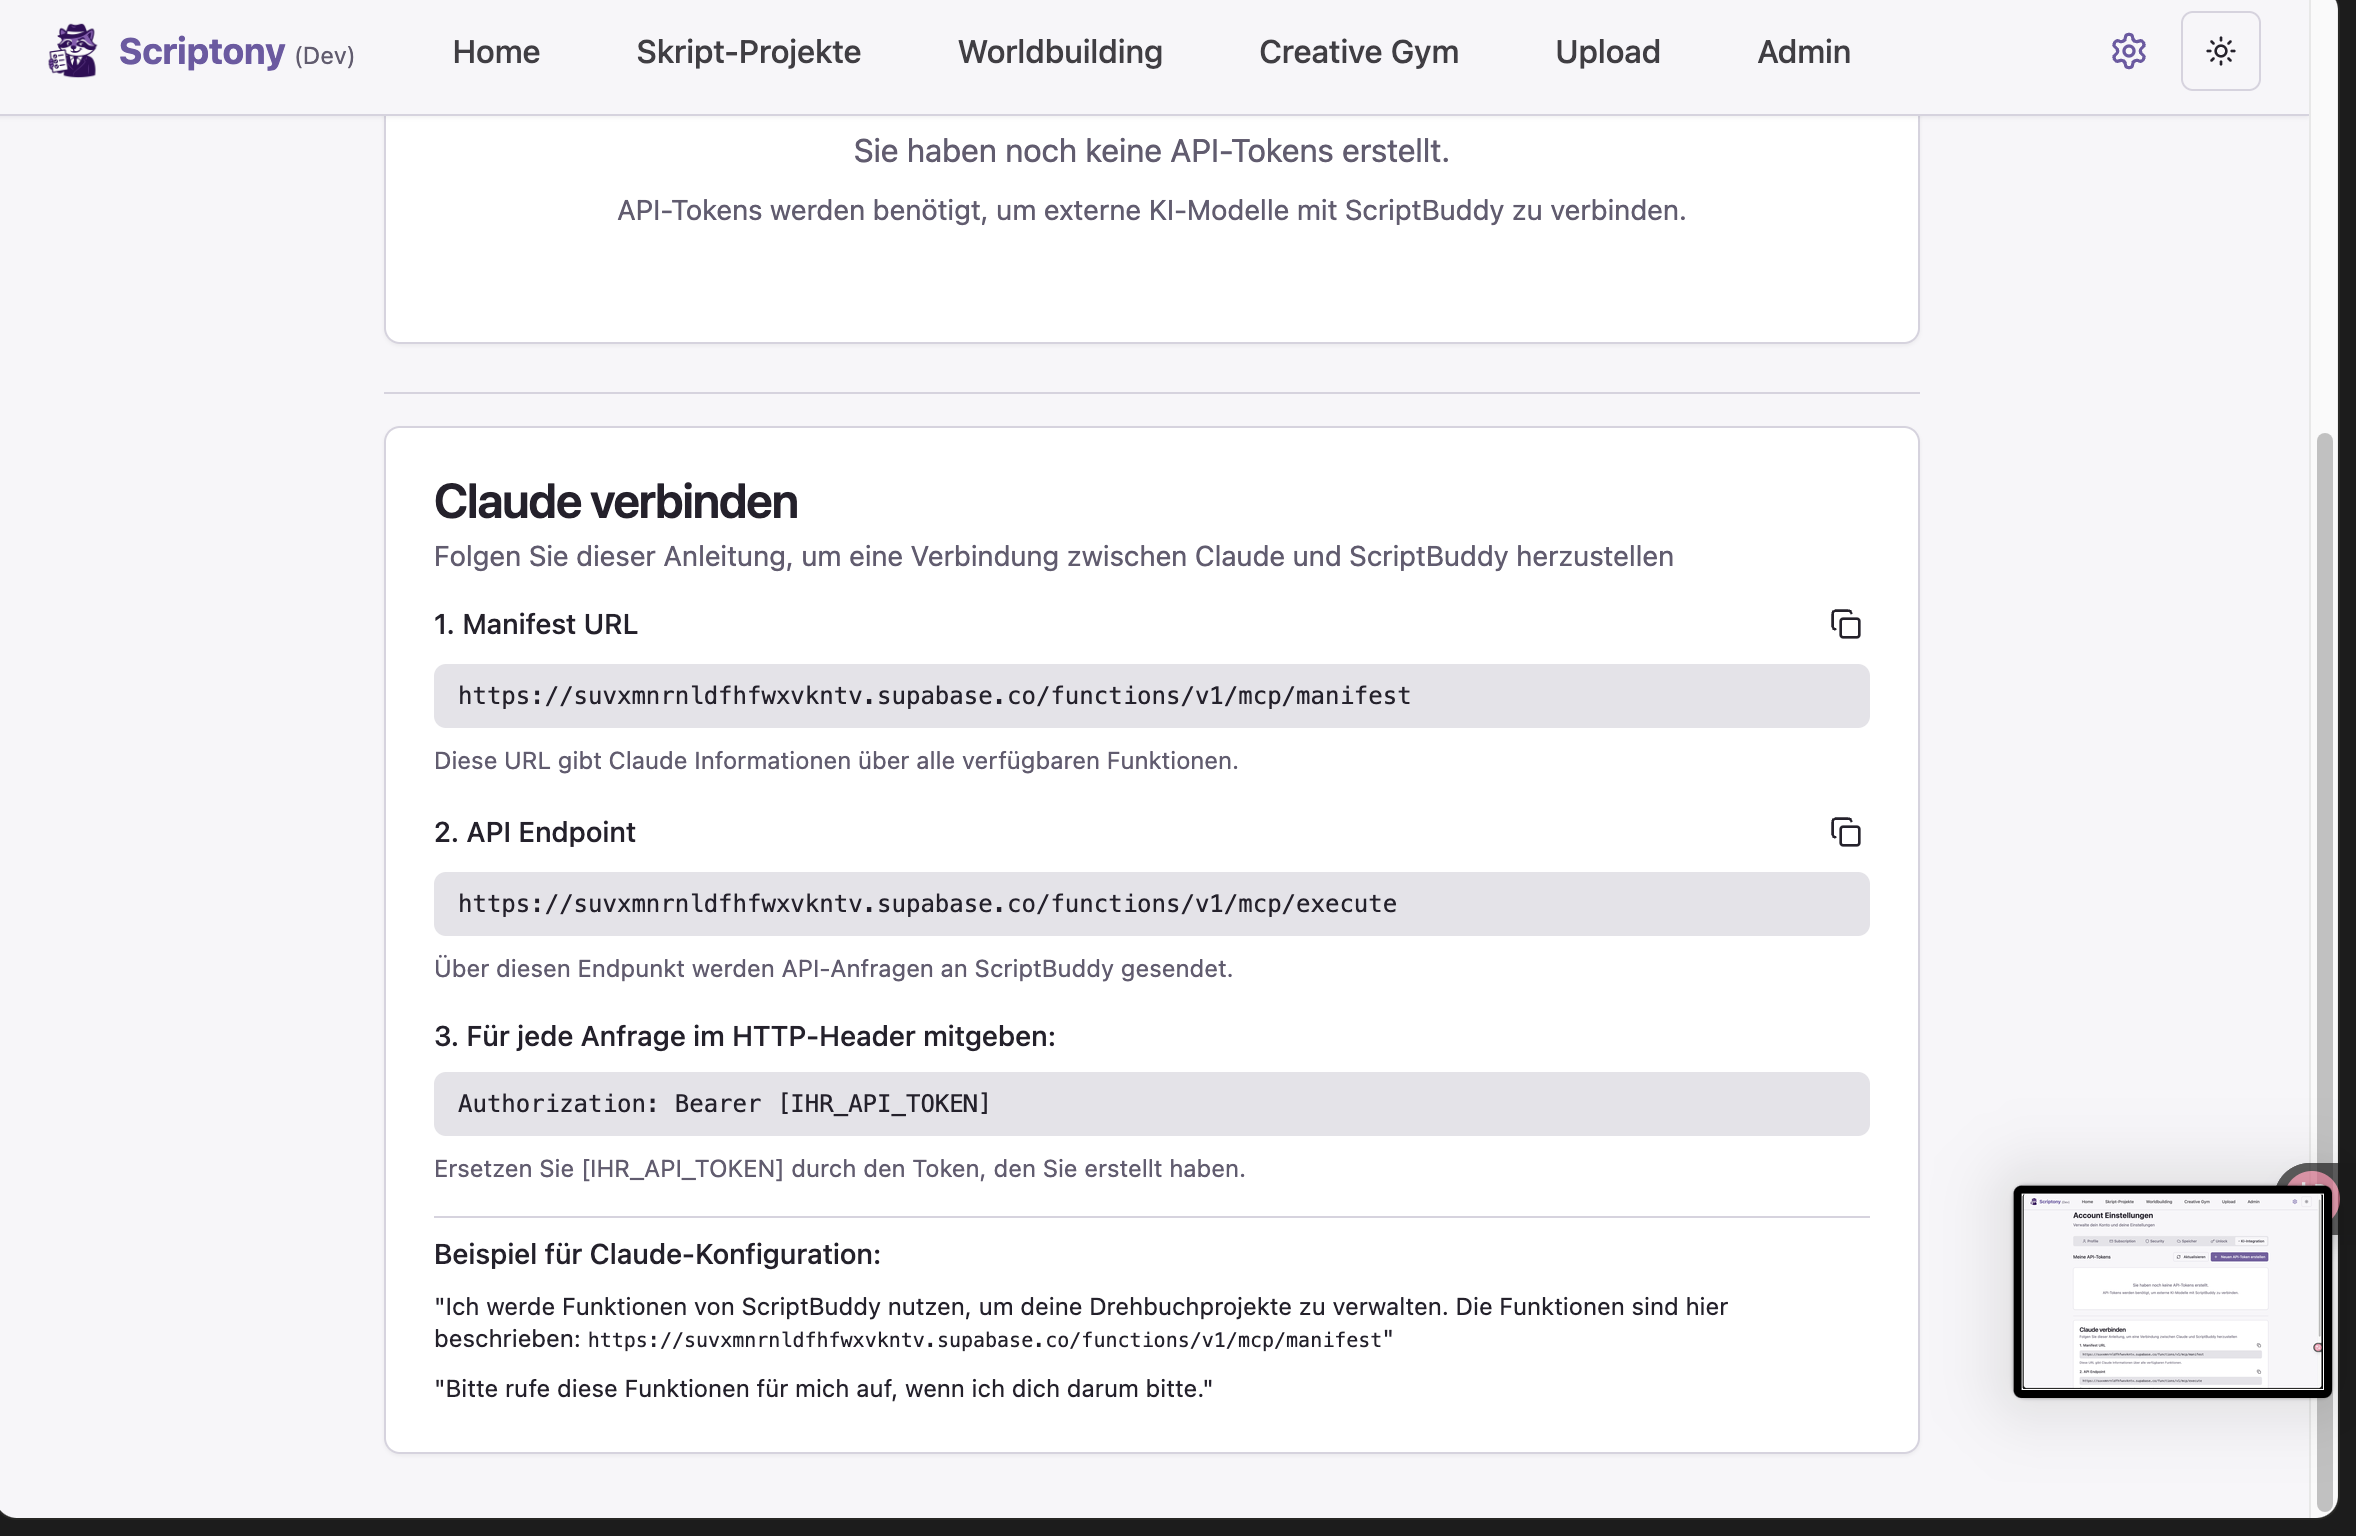 Scriptony (Dev)
Home
Skript-Projekte
Worldbuilding
Creative Gym
Upload
Admin
Sie haben noch keine API-Tokens erstellt.
API-Tokens werden benötigt, um externe KI-Modelle mit ScriptBuddy zu verbinden.
Claude verbinden
Folgen Sie dieser Anleitung, um eine Verbindung zwischen Claude und ScriptBuddy herzustellen
1. Manifest URL
https://suvxmnrnldfhfwxvkntv.supabase.co/functions/v1/mcp/manifest
Diese URL gibt Claude Informationen über alle verfügbaren Funktionen.
2. API Endpoint
https://suvxmnrnldfhfwxvkntv.supabase.co/functions/v1/mcp/execute
Über diesen Endpunkt werden API-Anfragen an ScriptBuddy gesendet.
3. Für jede Anfrage im HTTP-Header mitgeben:
Authorization: Bearer [IHR_API_TOKEN]
Ersetzen Sie [IHR_API_TOKEN] durch den Token, den Sie erstellt haben.
Beispiel für Claude-Konfiguration:
"Ich werde Funktionen von ScriptBuddy nutzen, um deine Drehbuchprojekte zu verwalten. Die Funktionen sind hier
beschrieben: https://suvxmnrnldfhfwxvkntv.supabase.co/functions/v1/mcp/manifest"
"Bitte rufe diese Funktionen für mich auf, wenn ich dich darum bitte."
Account Einstellungen
Meine API-Tokens
Claude verbinden